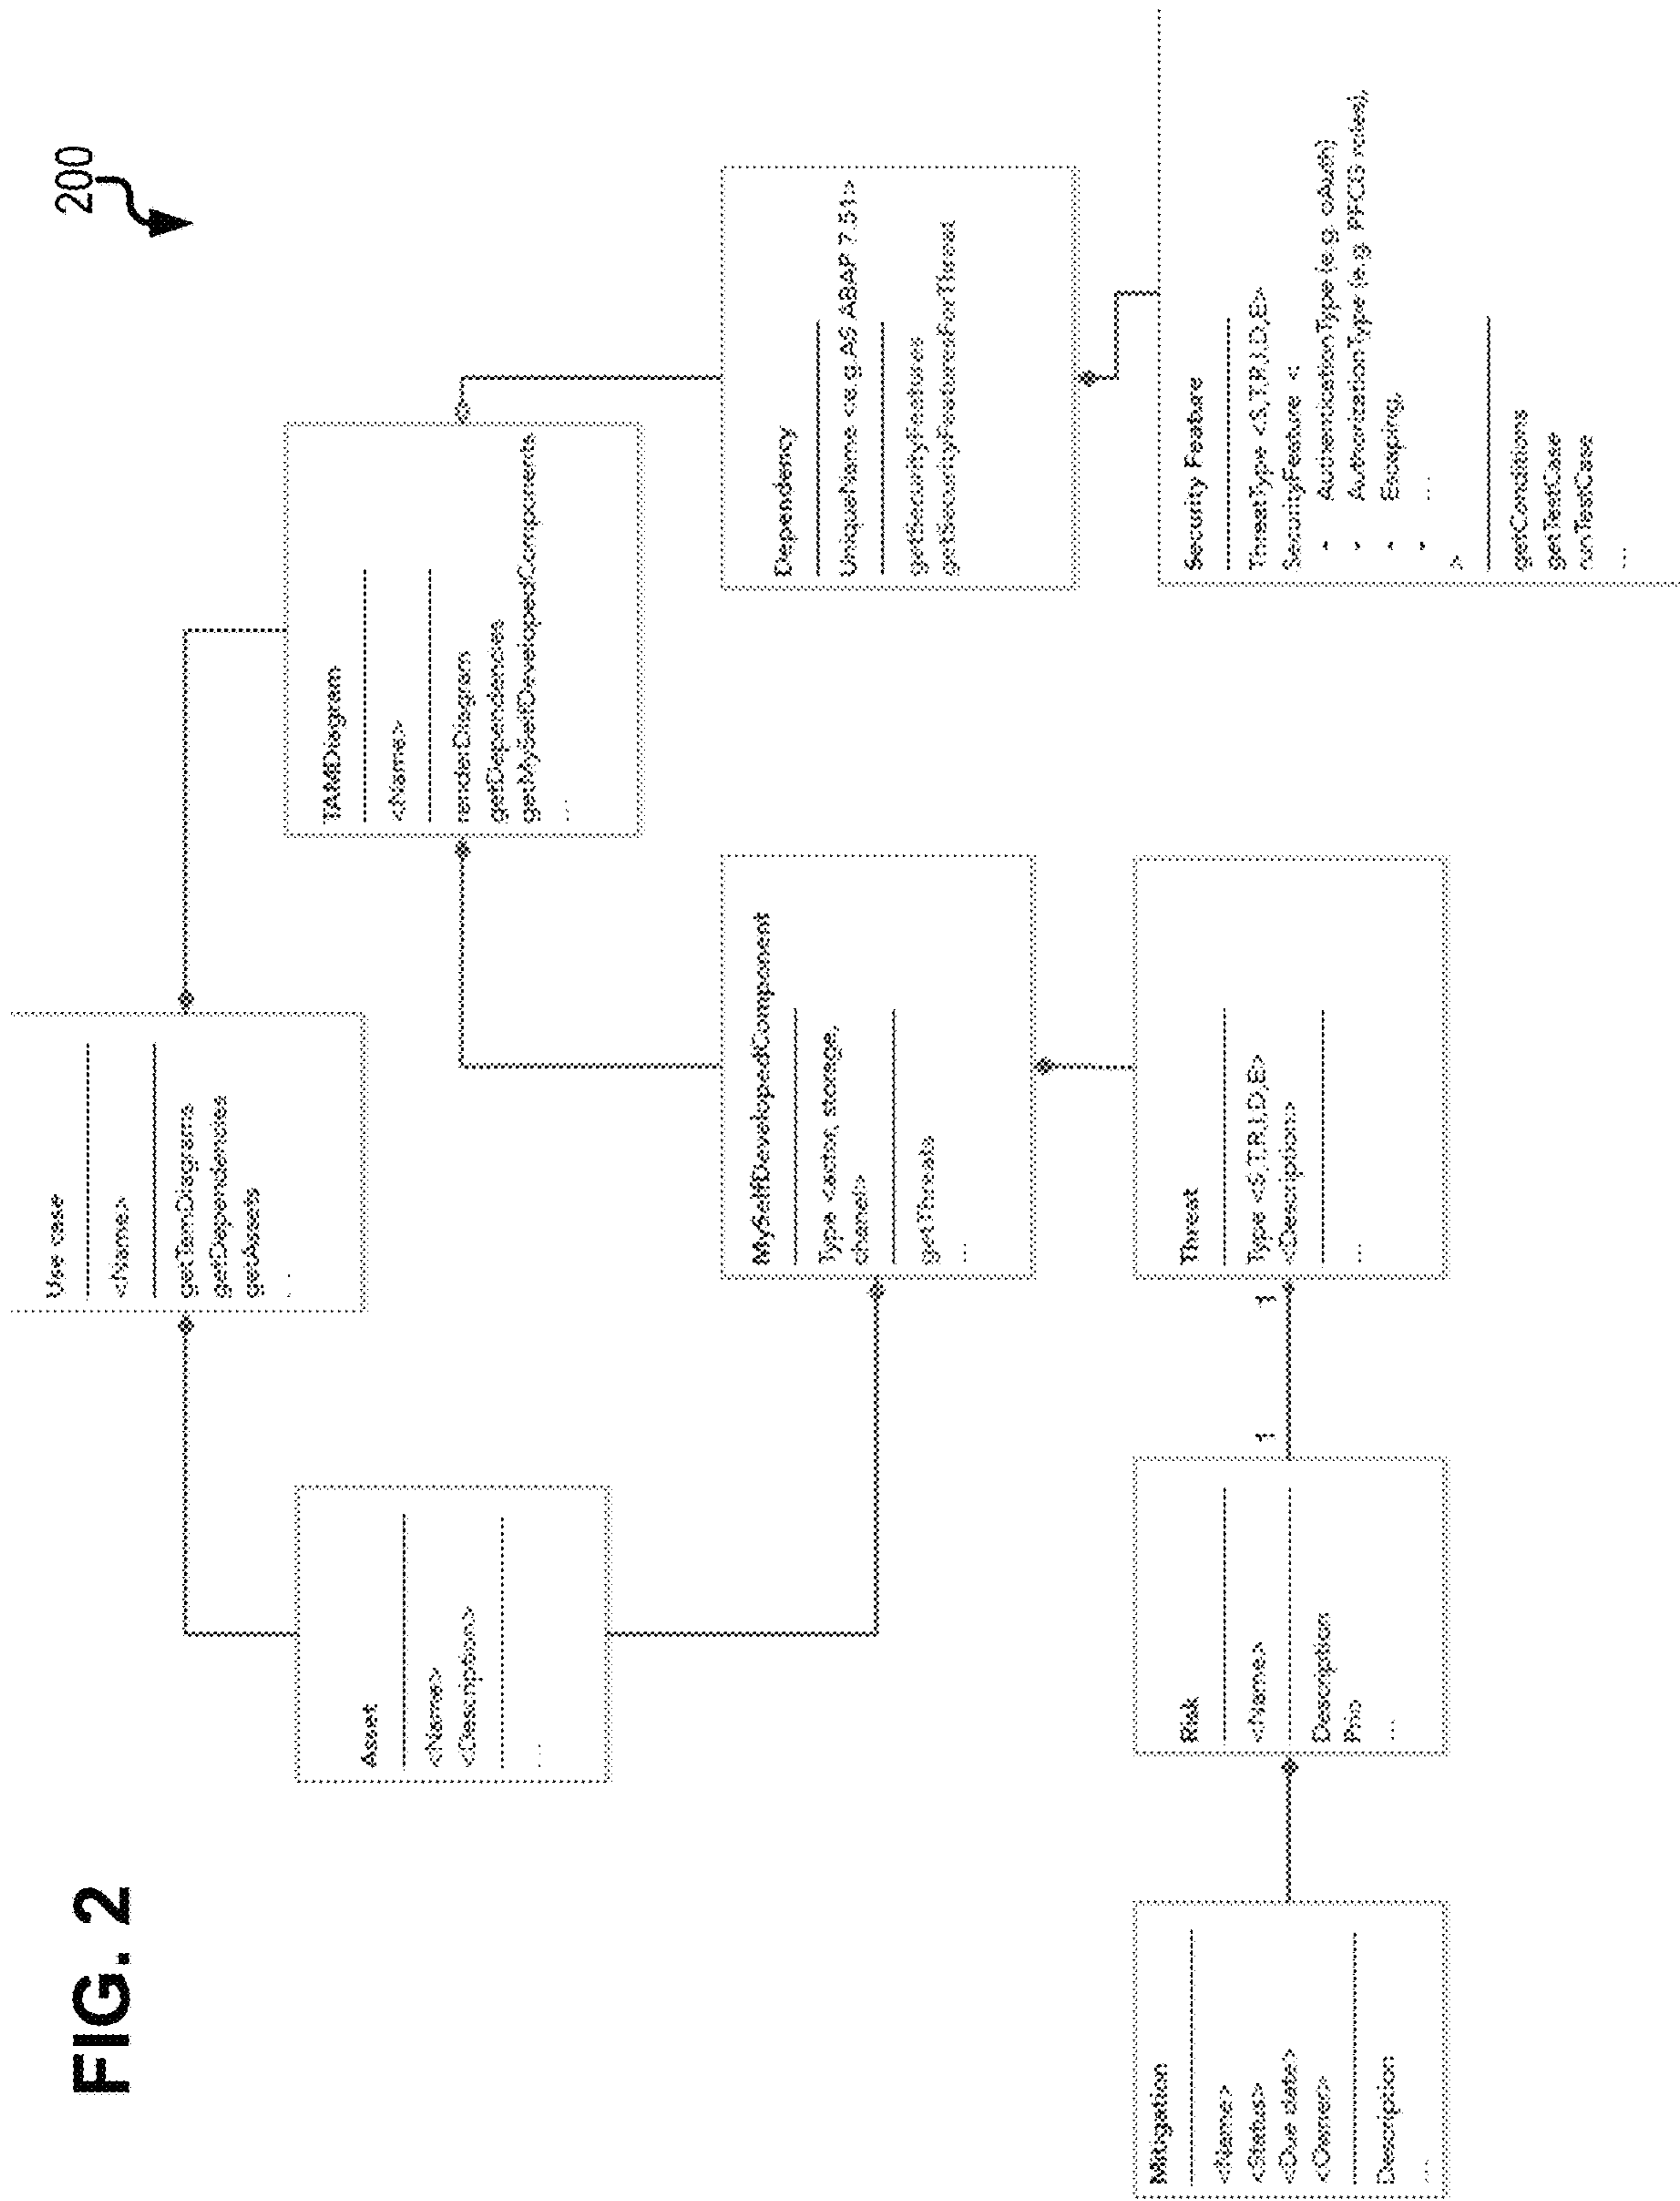 FIG. 2
200
Use case
<Name>
getTamDiagrams
getDependencies
getAssets
...
Asset
<Name>
<Description>
...
TAMDiagram
<Name>
renderDiagram
getDependencies
getMySelfDevelopedComponents
...
MySelfDevelopedComponent
Type <actor, storage,
chanel>
getThreats
...
Dependency
UniqueName <e.g.AS ABAP 7.51>
getSecurityFeatures
getSecurityFeaturesForThreat
Mitigation
<Name>
<Status>
<Due date>
<Owner>
Description
...
Risk
<Name>
Description
Prio
...
1
1
Threat
Type <S,T,R,I,D,E>
<Description>
...
Security Feature
ThreatType <S,T,R,I,D,E>
SecurityFeature <
• AuthenticationType (e.g. oAuth)
• AuthorizationType (e.g. PFCG roles),
• Escaping,
• ...
>
getConditions
getTestCase
runTestCase
...